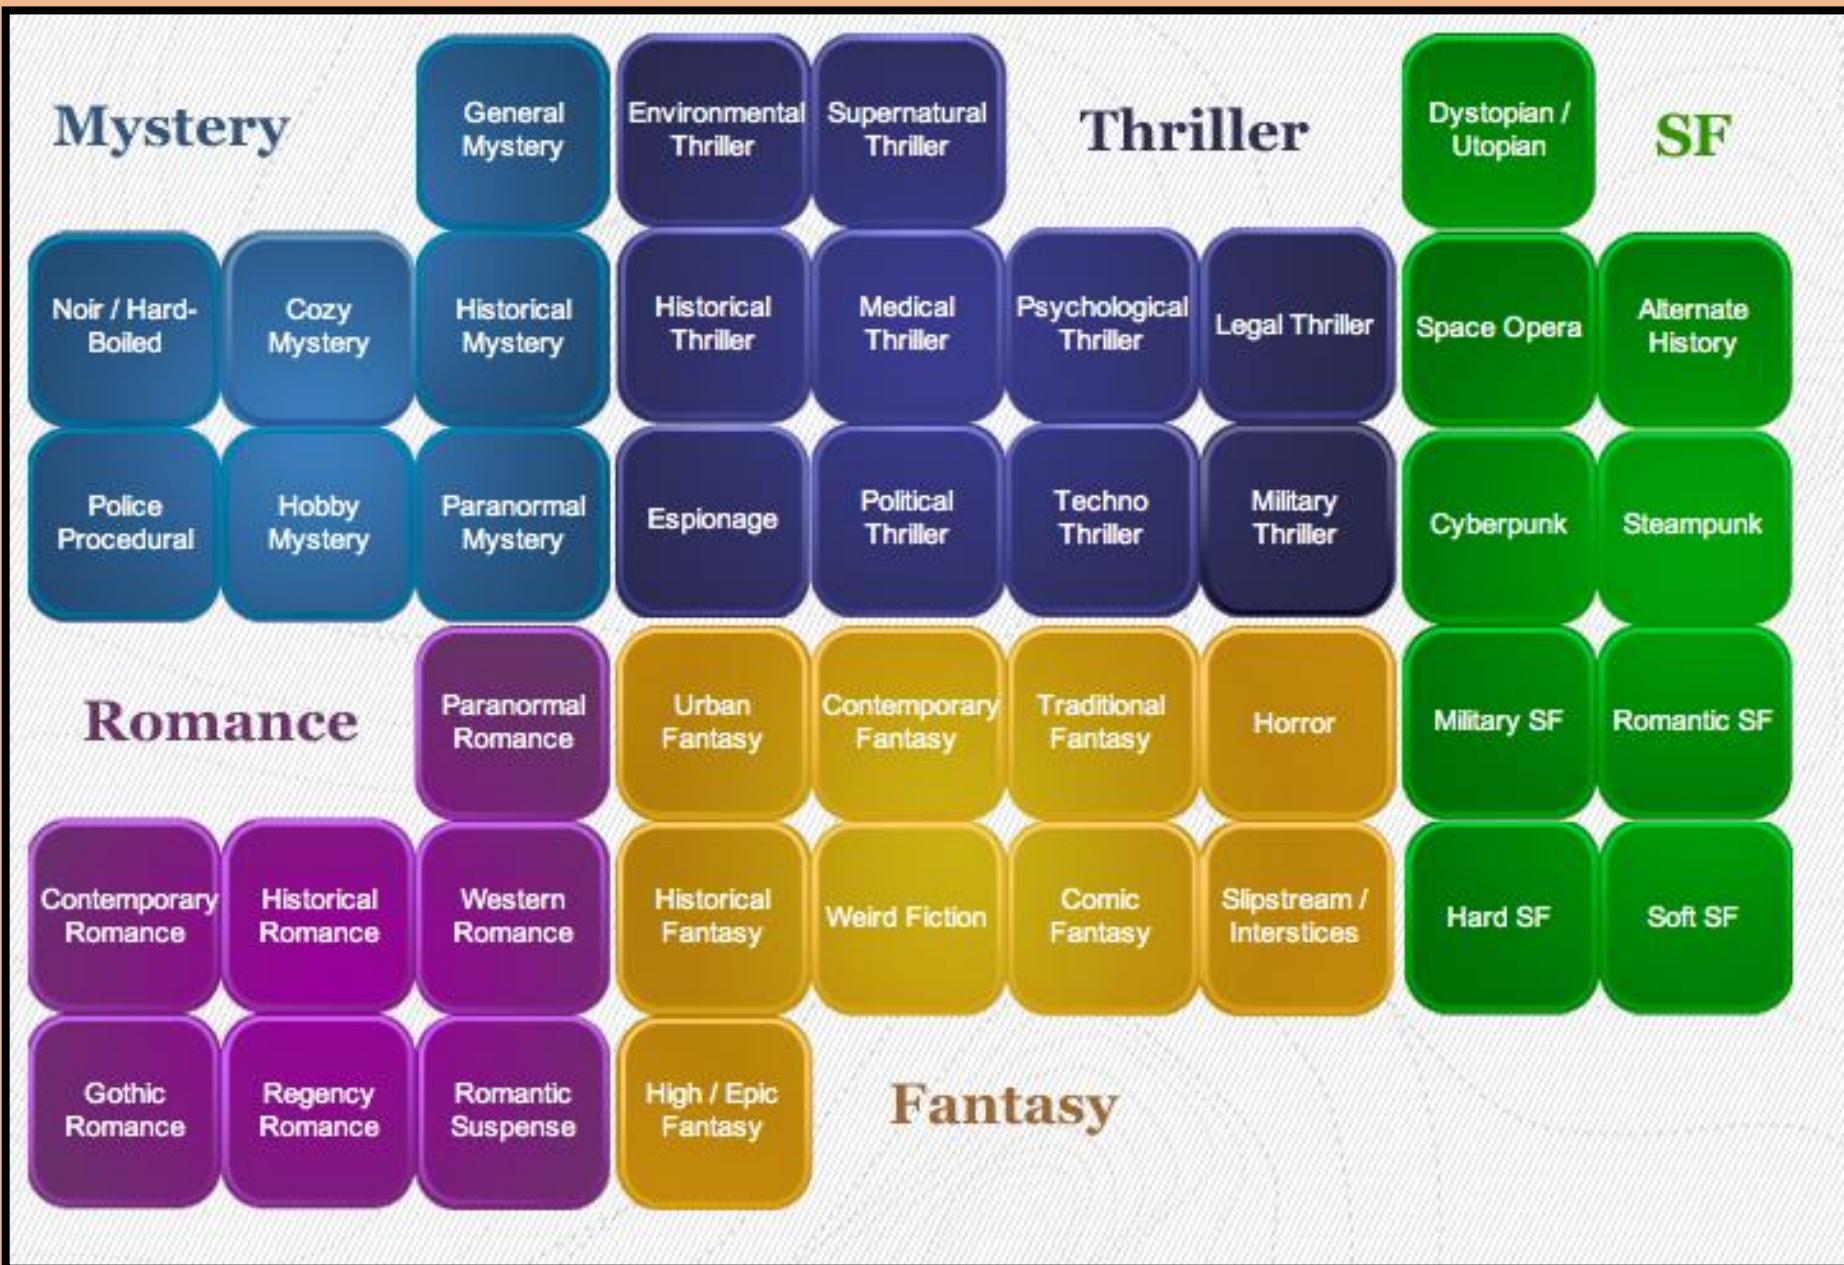 Mystery
General
Mystery
Environmental
Thriller
Supernatural
Thriller
Thriller
Dystopian /
Utopian
SF
Noir / Hard-
Boiled
Cozy
Mystery
Historical
Mystery
Historical
Thriller
Medical
Thriller
Psychological
Thriller
Legal Thriller
Space Opera
Alternate
History
Police
Procedural
Hobby
Mystery
Paranormal
Mystery
Espionage
Political
Thriller
Techno
Thriller
Military
Thriller
Cyberpunk
Steampunk
Romance
Paranormal
Romance
Urban
Fantasy
Contemporary
Fantasy
Traditional
Fantasy
Horror
Military SF
Romantic SF
Contemporary
Romance
Historical
Romance
Western
Romance
Historical
Fantasy
Weird Fiction
Comic
Fantasy
Slipstream /
Interstices
Hard SF
Soft SF
Gothic
Romance
Regency
Romance
Romantic
Suspense
High / Epic
Fantasy
Fantasy